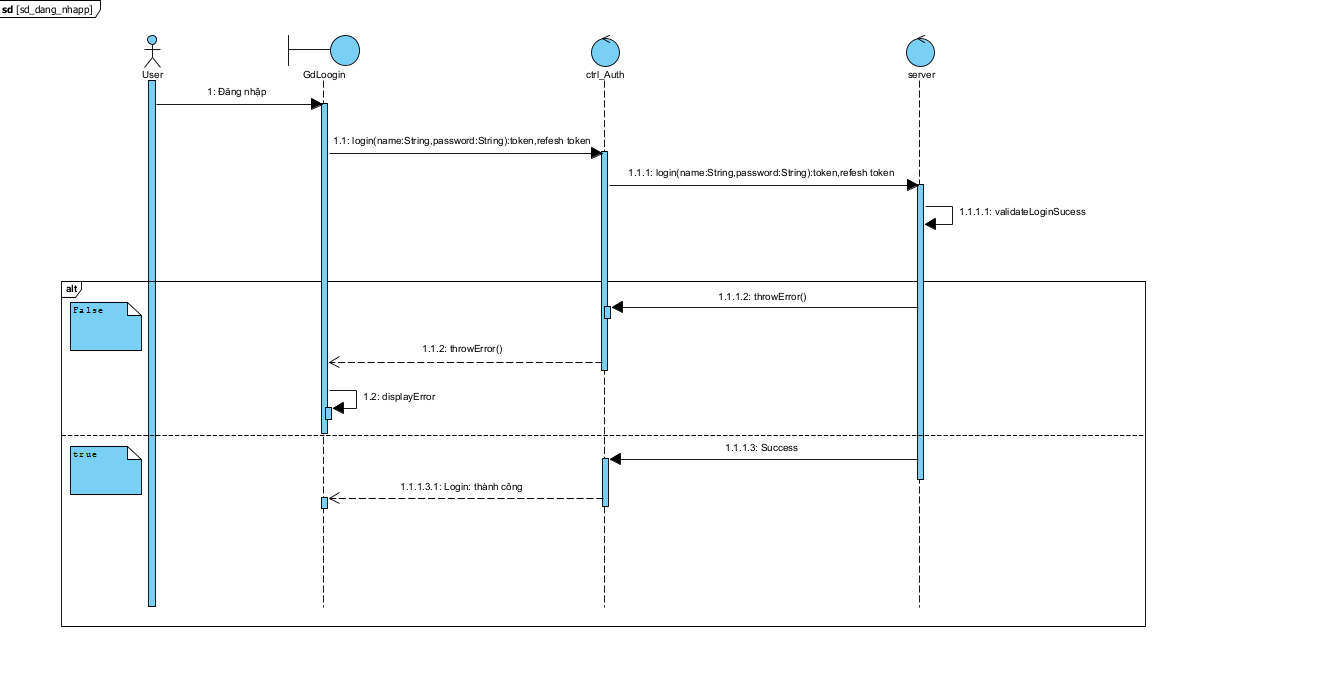 sd [sd_dang_nhapp]
User
GdLoogin
ctrl_Auth
server
1: Đăng nhập
1.1: login(name:String,password:String):token,refesh token
1.1.1: login(name:String,password:String):token,refesh token
1.1.1.1: validateLoginSucess
alt
False
1.1.1.2: throwError()
1.1.2: throwError()
1.2: displayError
true
1.1.1.3: Success
1.1.1.3.1: Login: thành công